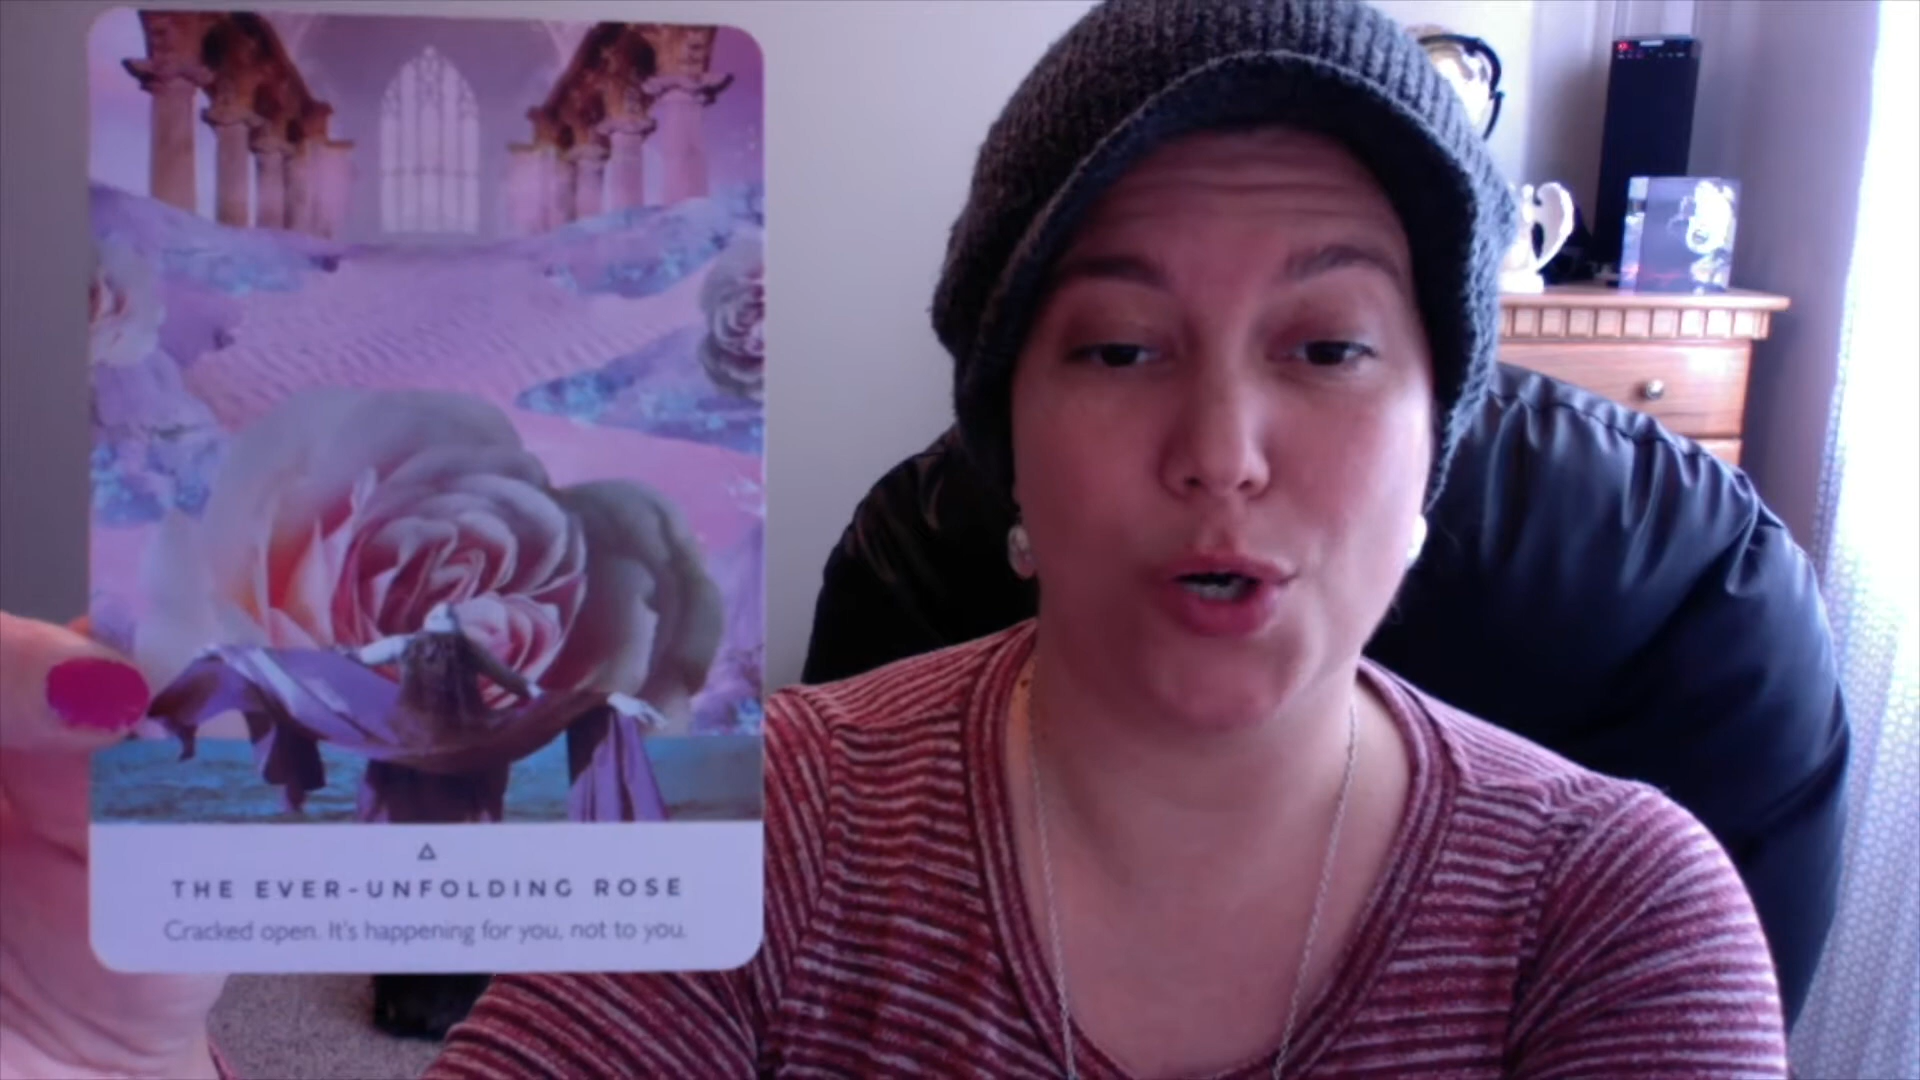 THE EVER-UNFOLDING ROSE
Cracked open. It's happening for you, not to you.